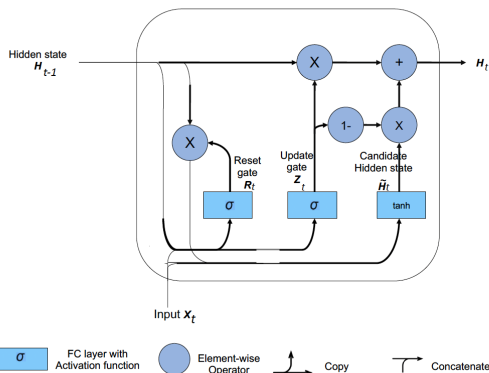 Hidden state
H t-1
X
+
H t
1-
X
X
Reset
gate
R t
Update
gate
Z t
Candidate
Hidden state
H̃ t
σ
σ
tanh
Input X t
σ
FC layer with
Activation function
Element-wise
Operator
Copy
Concatenate